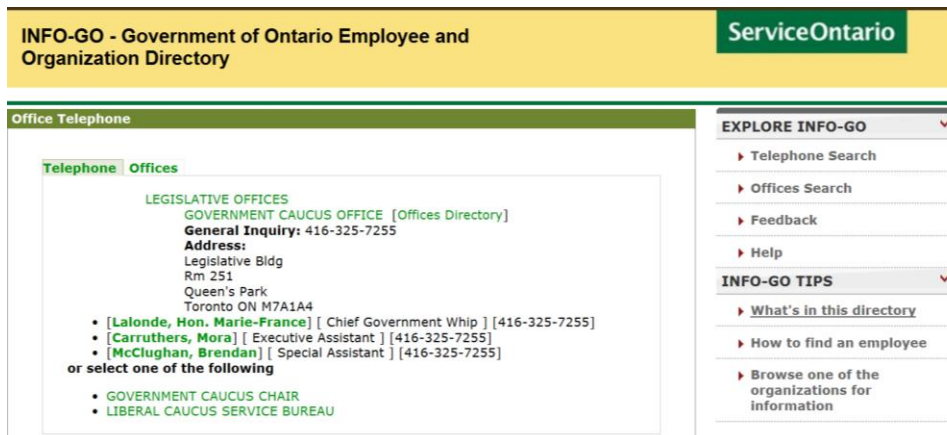 INFO-GO - Government of Ontario Employee and
Organization Directory
ServiceOntario
Office Telephone
Telephone Offices
LEGISLATIVE OFFICES
GOVERNMENT CAUCUS OFFICE [Offices Directory]
General Inquiry: 416-325-7255
Address:
Legislative Bldg
Rm 251
Queen's Park
Toronto ON M7A1A4
• [Lalonde, Hon. Marie-France] [ Chief Government Whip ] [416-325-7255]
• [Carruthers, Mora] [ Executive Assistant ] [416-325-7255]
• [McClughan, Brendan] [ Special Assistant ] [416-325-7255]
or select one of the following
• GOVERNMENT CAUCUS CHAIR
• LIBERAL CAUCUS SERVICE BUREAU
EXPLORE INFO-GO
Telephone Search
Offices Search
Feedback
Help
INFO-GO TIPS
What's in this directory
How to find an employee
Browse one of the
organizations for
information